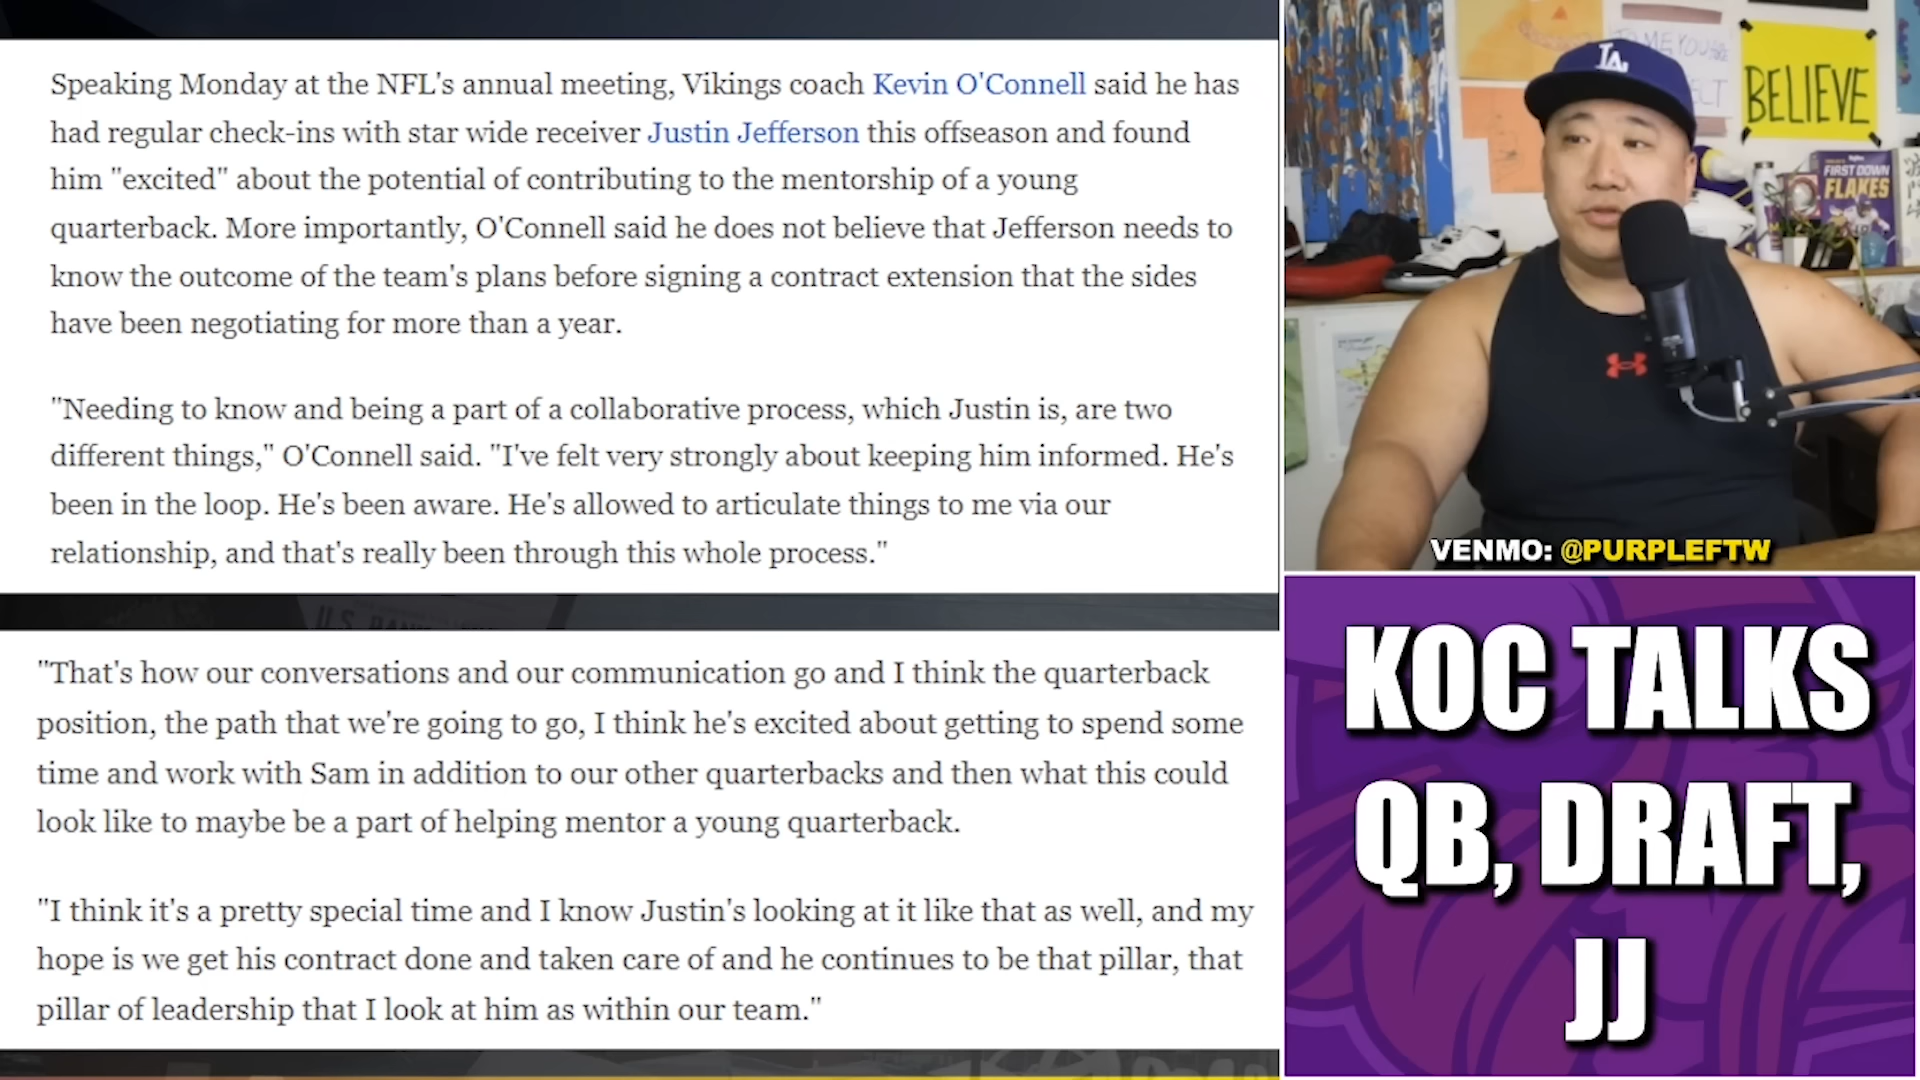 Speaking Monday at the NFL's annual meeting, Vikings coach Kevin O'Connell said he has
had regular check-ins with star wide receiver Justin Jefferson this offseason and found
him "excited" about the potential of contributing to the mentorship of a young
quarterback. More importantly, O'Connell said he does not believe that Jefferson needs to
know the outcome of the team's plans before signing a contract extension that the sides
have been negotiating for more than a year.
"Needing to know and being a part of a collaborative process, which Justin is, are two
different things," O'Connell said. "I've felt very strongly about keeping him informed. He's
been in the loop. He's been aware. He's allowed to articulate things to me via our
relationship, and that's really been through this whole process."
U.S. BANK
"That's how our conversations and our communication go and I think the quarterback
position, the path that we're going to go, I think he's excited about getting to spend some
time and work with Sam in addition to our other quarterbacks and then what this could
look like to maybe be a part of helping mentor a young quarterback.
"I think it's a pretty special time and I know Justin's looking at it like that as well, and my
hope is we get his contract done and taken care of and he continues to be that pillar, that
pillar of leadership that I look at him as within our team."
LA
BELIEVE
FIRST DOWN
FLAKES
VENMO: @PURPLEFTW
KOC TALKS
QB, DRAFT,
JJ